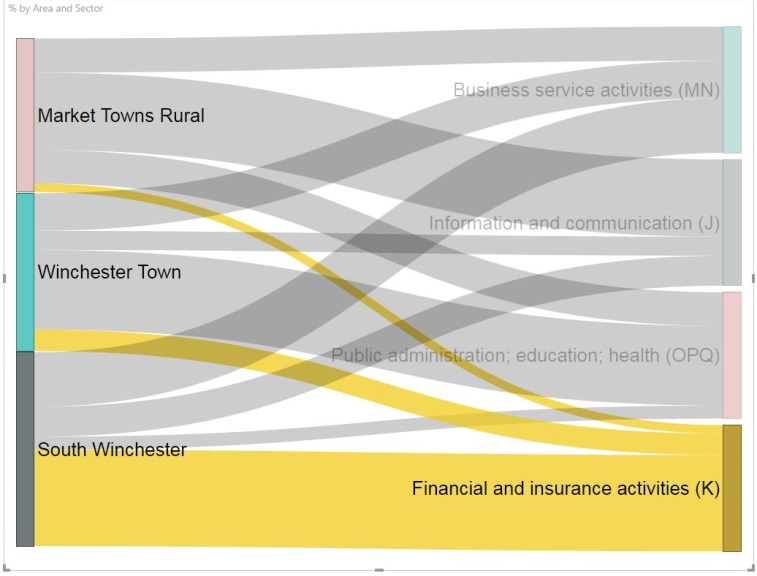 % by Area and Sector
Business service activities (MN)
Market Towns Rural
Information and communication (J)
Winchester Town
Public administration; education; health (OPQ)
South Winchester
Financial and insurance activities (K)